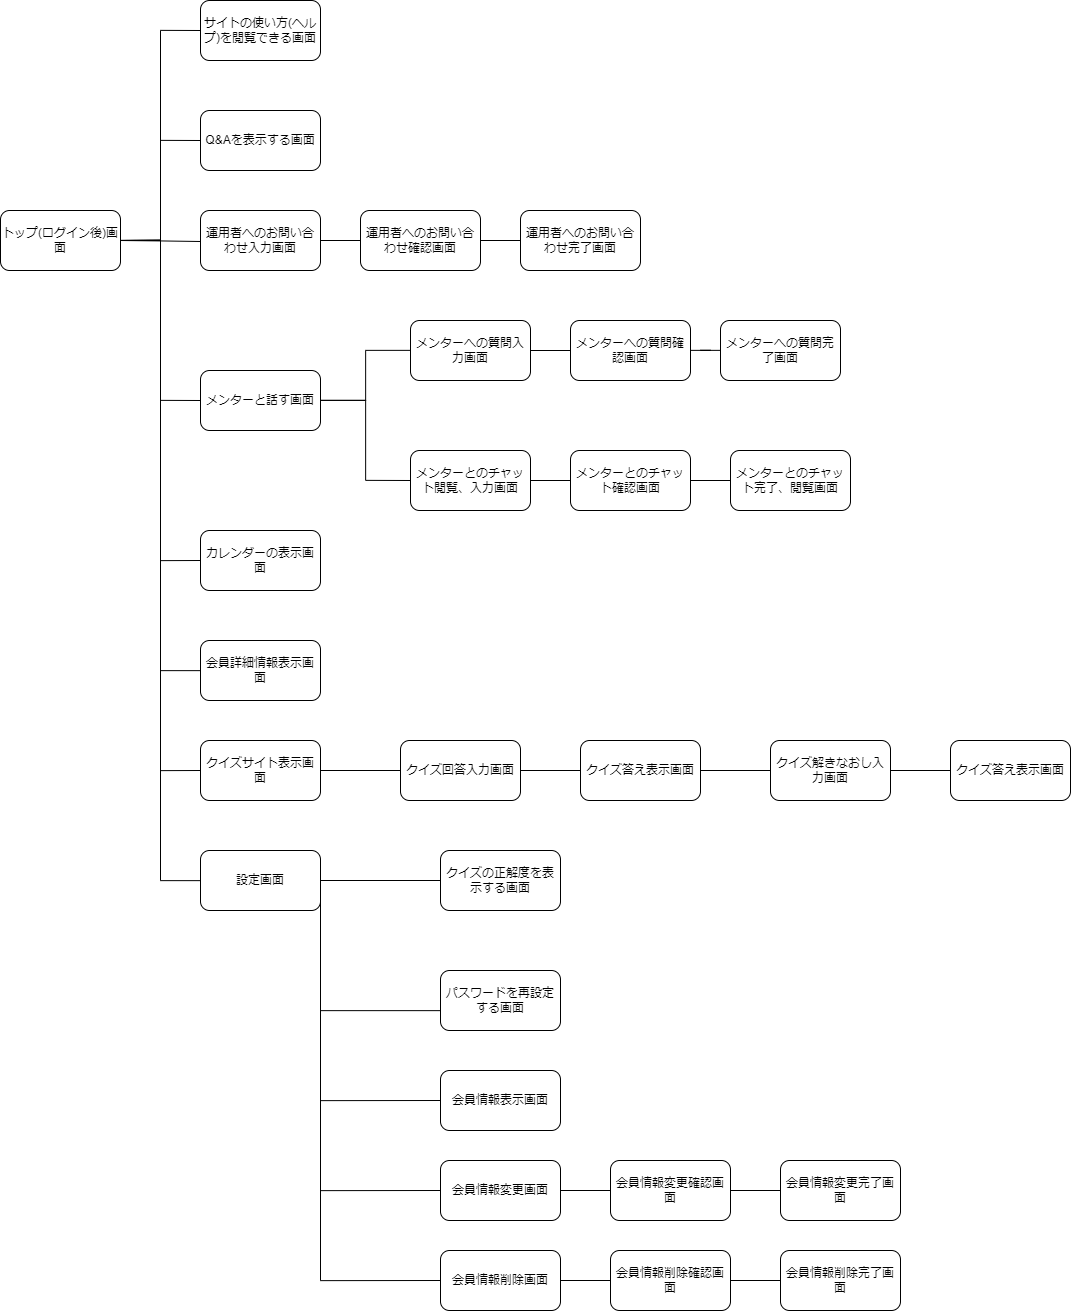 サイトの使い方(ヘル
プ)を閲覧できる画面
Q&Aを表示する画面
トップ(ログイン後)画
面
運用者へのお問い合
わせ入力画面
運用者へのお問い合
わせ確認画面
運用者へのお問い合
わせ完了画面
メンターと話す画面
メンターへの質問入
力画面
メンターへの質問確
認画面
メンターへの質問完
了画面
メンターとのチャッ
ト閲覧、入力画面
メンターとのチャッ
ト確認画面
メンターとのチャッ
ト完了、閲覧画面
カレンダーの表示画
面
会員詳細情報表示画
面
クイズサイト表示画
面
クイズ回答入力画面
クイズ答え表示画面
クイズ解きなおし入
力画面
クイズ答え表示画面
設定画面
クイズの正解度を表
示する画面
パスワードを再設定
する画面
会員情報表示画面
会員情報変更画面
会員情報変更確認画
面
会員情報変更完了画
面
会員情報削除画面
会員情報削除確認画
面
会員情報削除完了画
面